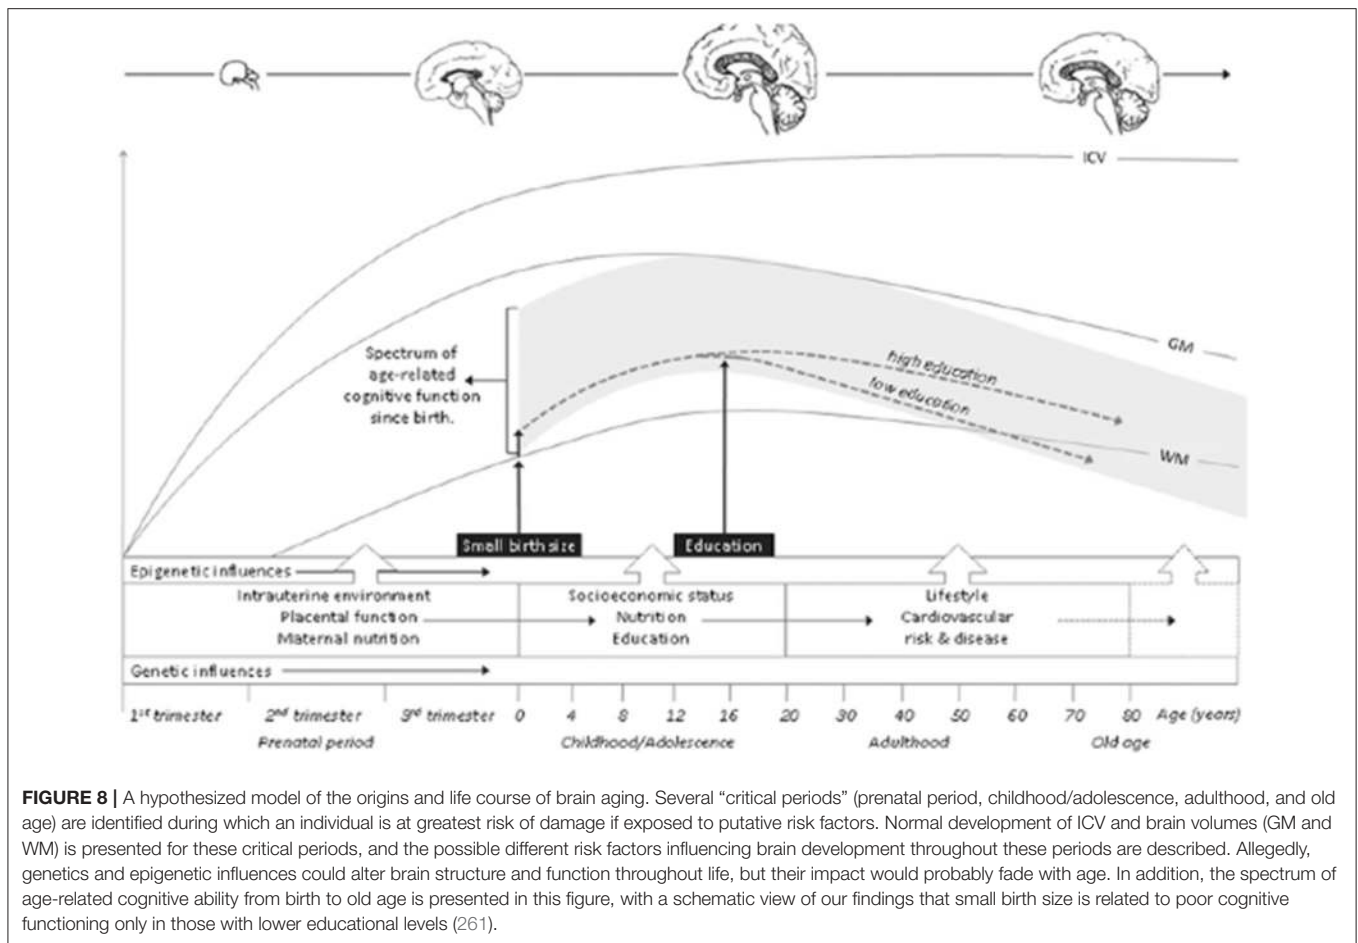 ICV
GM
high education
low education
WM
Spectrum of
age-related
cognitive function
since birth.
Small birth size
Education
Epigenetic influences
Intrauterine environment
Placental function
Maternal nutrition
Socioeconomic status
Nutrition
Education
Lifestyle
Cardiovascular
risk & disease
Genetic influences
1st trimester 2nd trimester 3rd trimester 0 4 8 12 16 20 30 40 50 60 70 80 Age (years)
Prenatal period Childhood/Adolescence Adulthood Old age
FIGURE 8 | A hypothesized model of the origins and life course of brain aging. Several “critical periods” (prenatal period, childhood/adolescence, adulthood, and old
age) are identified during which an individual is at greatest risk of damage if exposed to putative risk factors. Normal development of ICV and brain volumes (GM and
WM) is presented for these critical periods, and the possible different risk factors influencing brain development throughout these periods are described. Allegedly,
genetics and epigenetic influences could alter brain structure and function throughout life, but their impact would probably fade with age. In addition, the spectrum of
age-related cognitive ability from birth to old age is presented in this figure, with a schematic view of our findings that small birth size is related to poor cognitive
functioning only in those with lower educational levels (261).